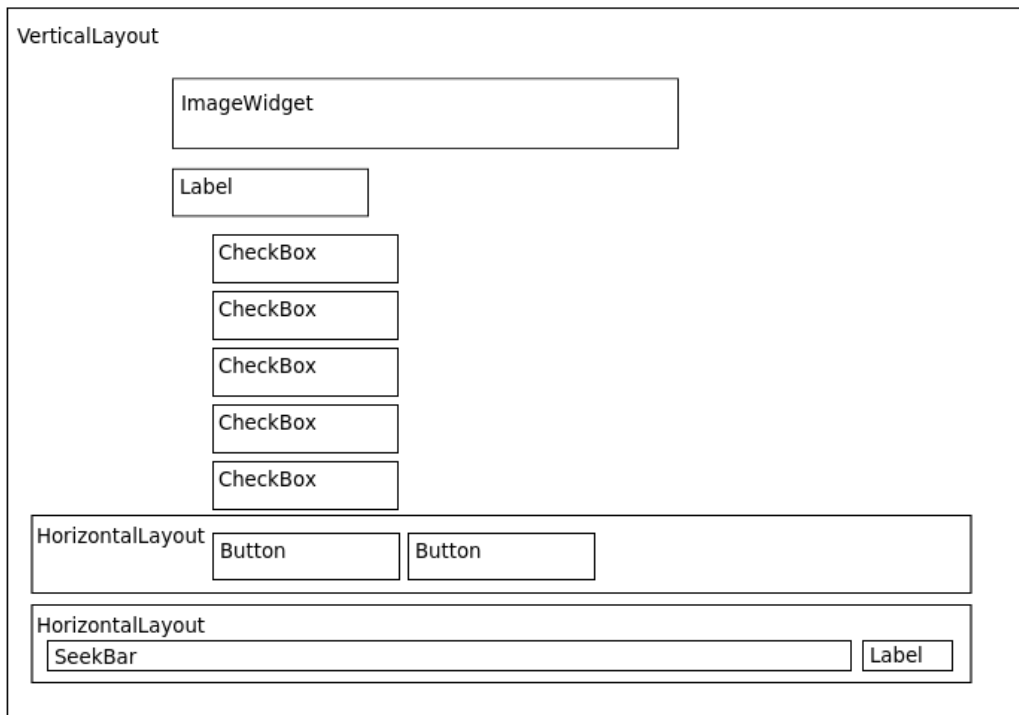 VerticalLayout
ImageWidget
Label
CheckBox
CheckBox
CheckBox
CheckBox
CheckBox
HorizontalLayout
Button
Button
HorizontalLayout
SeekBar
Label